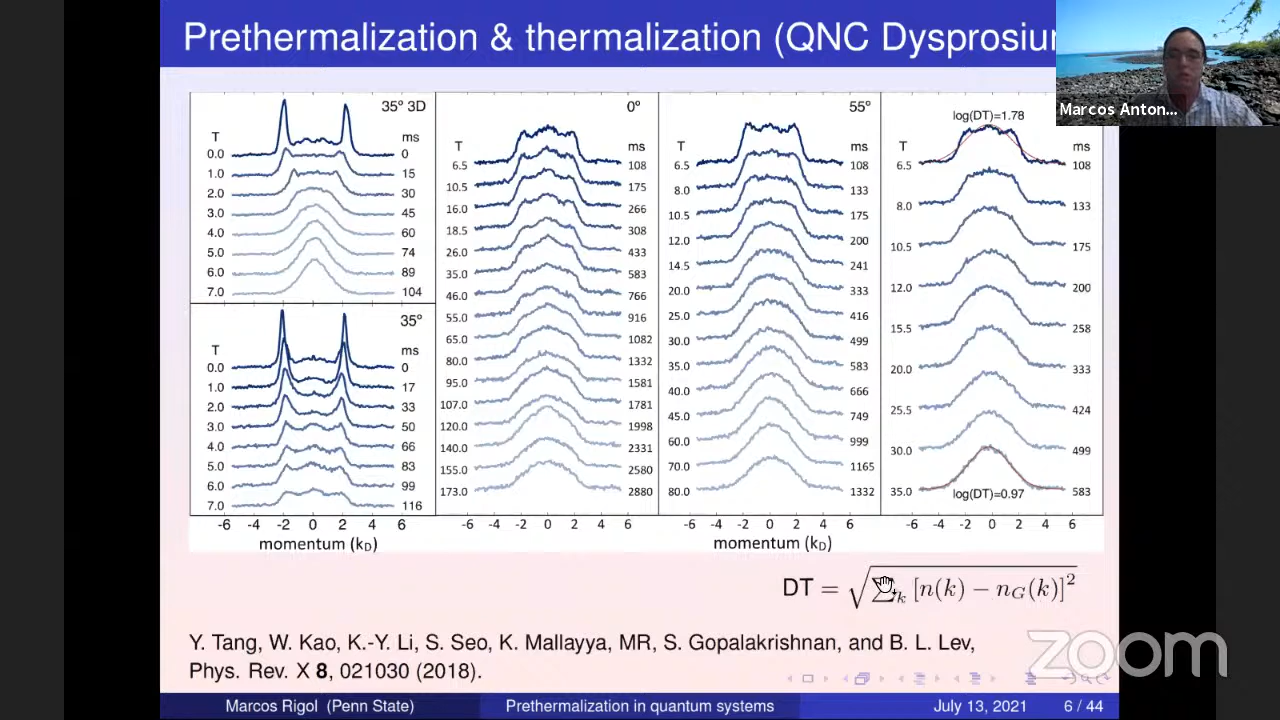 Prethermalization & thermalization (QNC Dysprosiu
Marcos Anton...
35° 3D
T ms
0.0 0
1.0 15
2.0 30
3.0 45
4.0 60
5.0 74
6.0 89
7.0 104
35°
T ms
0.0 0
1.0 17
2.0 33
3.0 50
4.0 66
5.0 83
6.0 99
7.0 116
-6 -4 -2 0 2 4 6
momentum (kD)
0°
T ms
6.5 108
10.5 175
16.0 266
18.5 308
26.0 433
35.0 583
46.0 766
55.0 916
65.0 1082
80.0 1332
95.0 1581
107.0 1781
120.0 1998
140.0 2331
155.0 2580
173.0 2880
-6 -4 -2 0 2 4 6
55°
T ms
6.5 108
8.0 133
10.5 175
12.0 200
14.5 241
20.0 333
25.0 416
30.0 499
35.0 583
40.0 666
45.0 749
60.0 999
70.0 1165
80.0 1332
-6 -4 -2 0 2 4 6
momentum (kD)
log(DT)=1.78
T ms
6.5 108
8.0 133
10.5 175
12.0 200
15.5 258
20.0 333
25.5 424
30.0 499
35.0 583
log(DT)=0.97
-6 -4 -2 0 2 4 6
DT = √∑k [n(k) − nG(k)]²
Y. Tang, W. Kao, K.-Y. Li, S. Seo, K. Mallayya, MR, S. Gopalakrishnan, and B. L. Lev,
Phys. Rev. X 8, 021030 (2018).
zoom
Marcos Rigol (Penn State) Prethermalization in quantum systems July 13, 2021 6 / 44